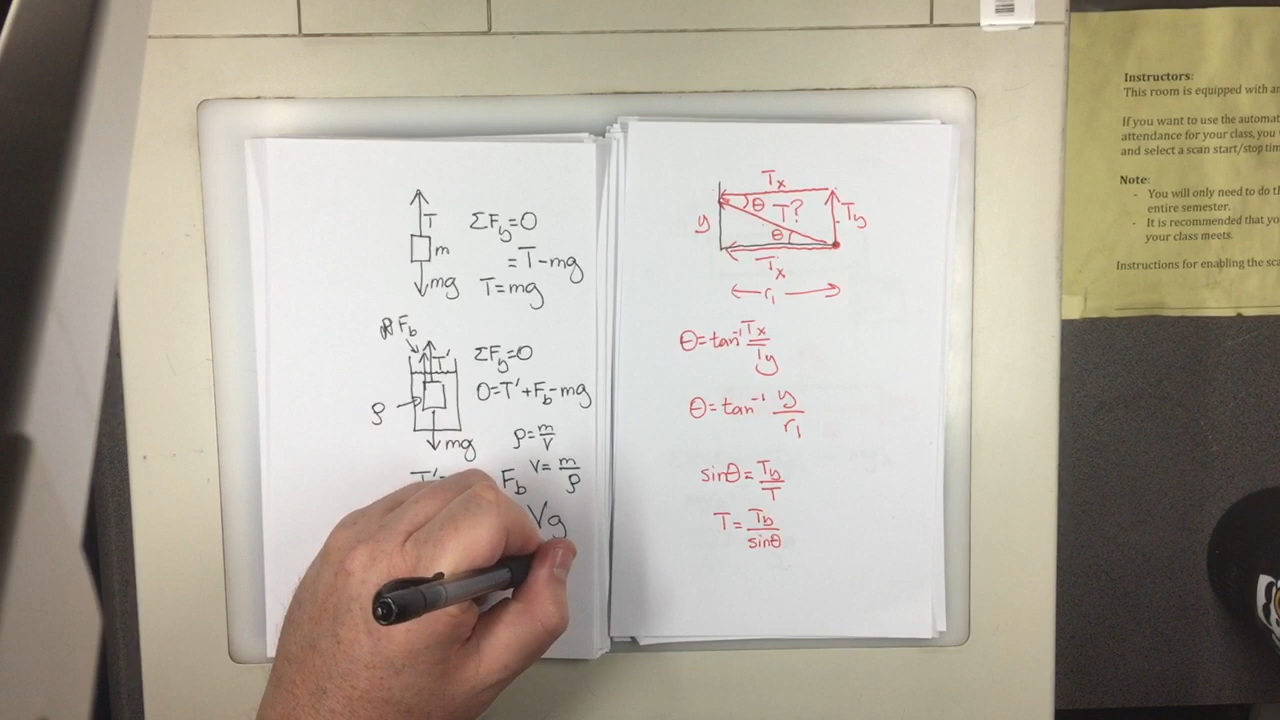 T
m
mg
ΣFy=0
=T-mg
T=mg
Fb
T'
ρ
mg
ΣFy=0
0=T'+Fb-mg
ρ=m/V
V=m/ρ
T'=
Fb
Vg
Tx
θ
T?
Ty
y
θ
Tx
r1
θ=tan⁻¹ Tx/Ty
θ=tan⁻¹ y/r1
sinθ=Ty/T
T=Ty/sinθ
Instructors:
This room is equipped with an
If you want to use the automat
attendance for your class, you
and select a scan start/stop tim
Note:
- You will only need to do t
entire semester.
- It is recommended that yo
your class meets.
Instructions for enabling the sca